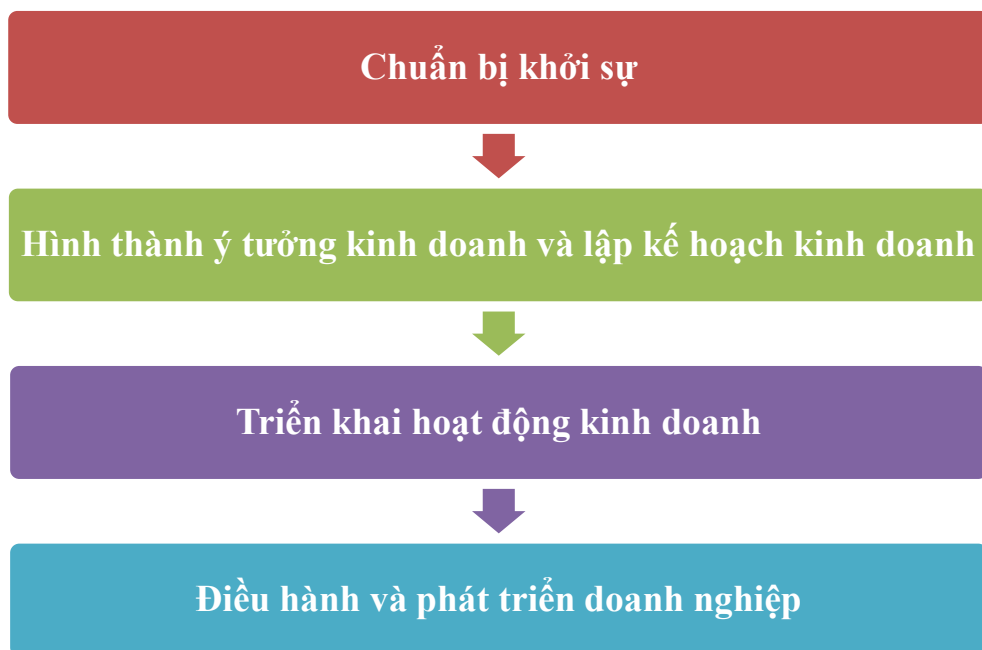 Chuẩn bị khởi sự
Hình thành ý tưởng kinh doanh và lập kế hoạch kinh doanh
Triển khai hoạt động kinh doanh
Điều hành và phát triển doanh nghiệp